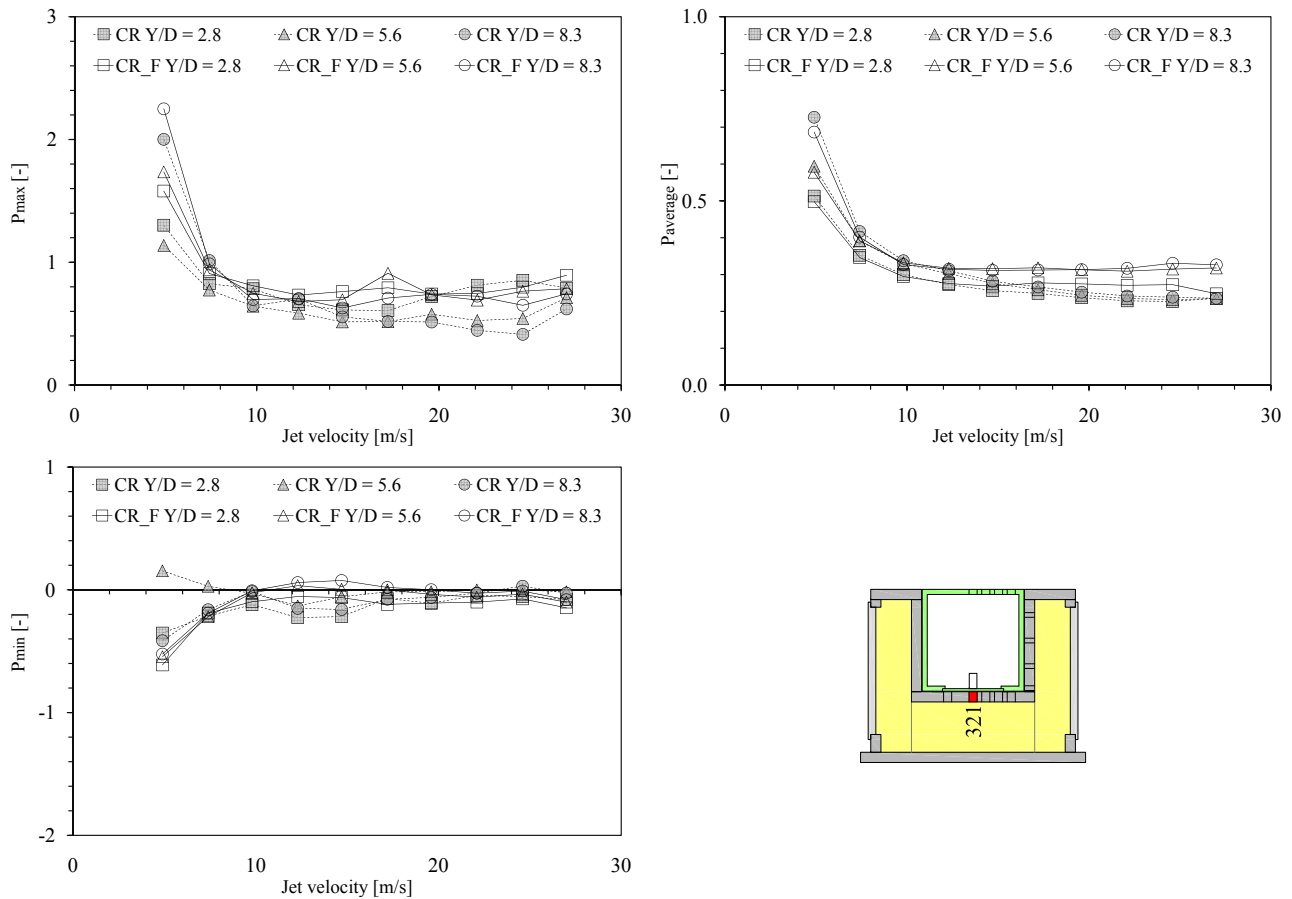 3
CR Y/D = 2.8 CR Y/D = 5.6 CR Y/D = 8.3
CR_F Y/D = 2.8 CR_F Y/D = 5.6 CR_F Y/D = 8.3
2
Pmax [-]
1
0
0 10 20 30
Jet velocity [m/s]
1.0
CR Y/D = 2.8 CR Y/D = 5.6 CR Y/D = 8.3
CR_F Y/D = 2.8 CR_F Y/D = 5.6 CR_F Y/D = 8.3
Paverage [-]
0.5
0.0
0 10 20 30
Jet velocity [m/s]
1
CR Y/D = 2.8 CR Y/D = 5.6 CR Y/D = 8.3
CR_F Y/D = 2.8 CR_F Y/D = 5.6 CR_F Y/D = 8.3
0
Pmin [-]
-1
-2
0 10 20 30
Jet velocity [m/s]
321